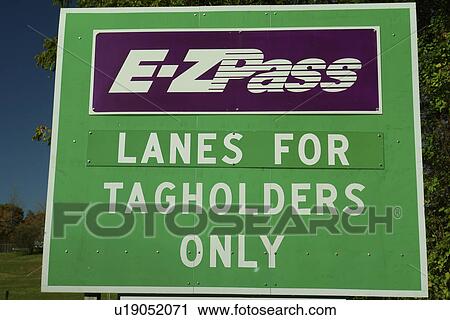 E-ZPass
LANES FOR
TAGHOLDERS
ONLY
fotosearch®
u19052071 www.fotosearch.com